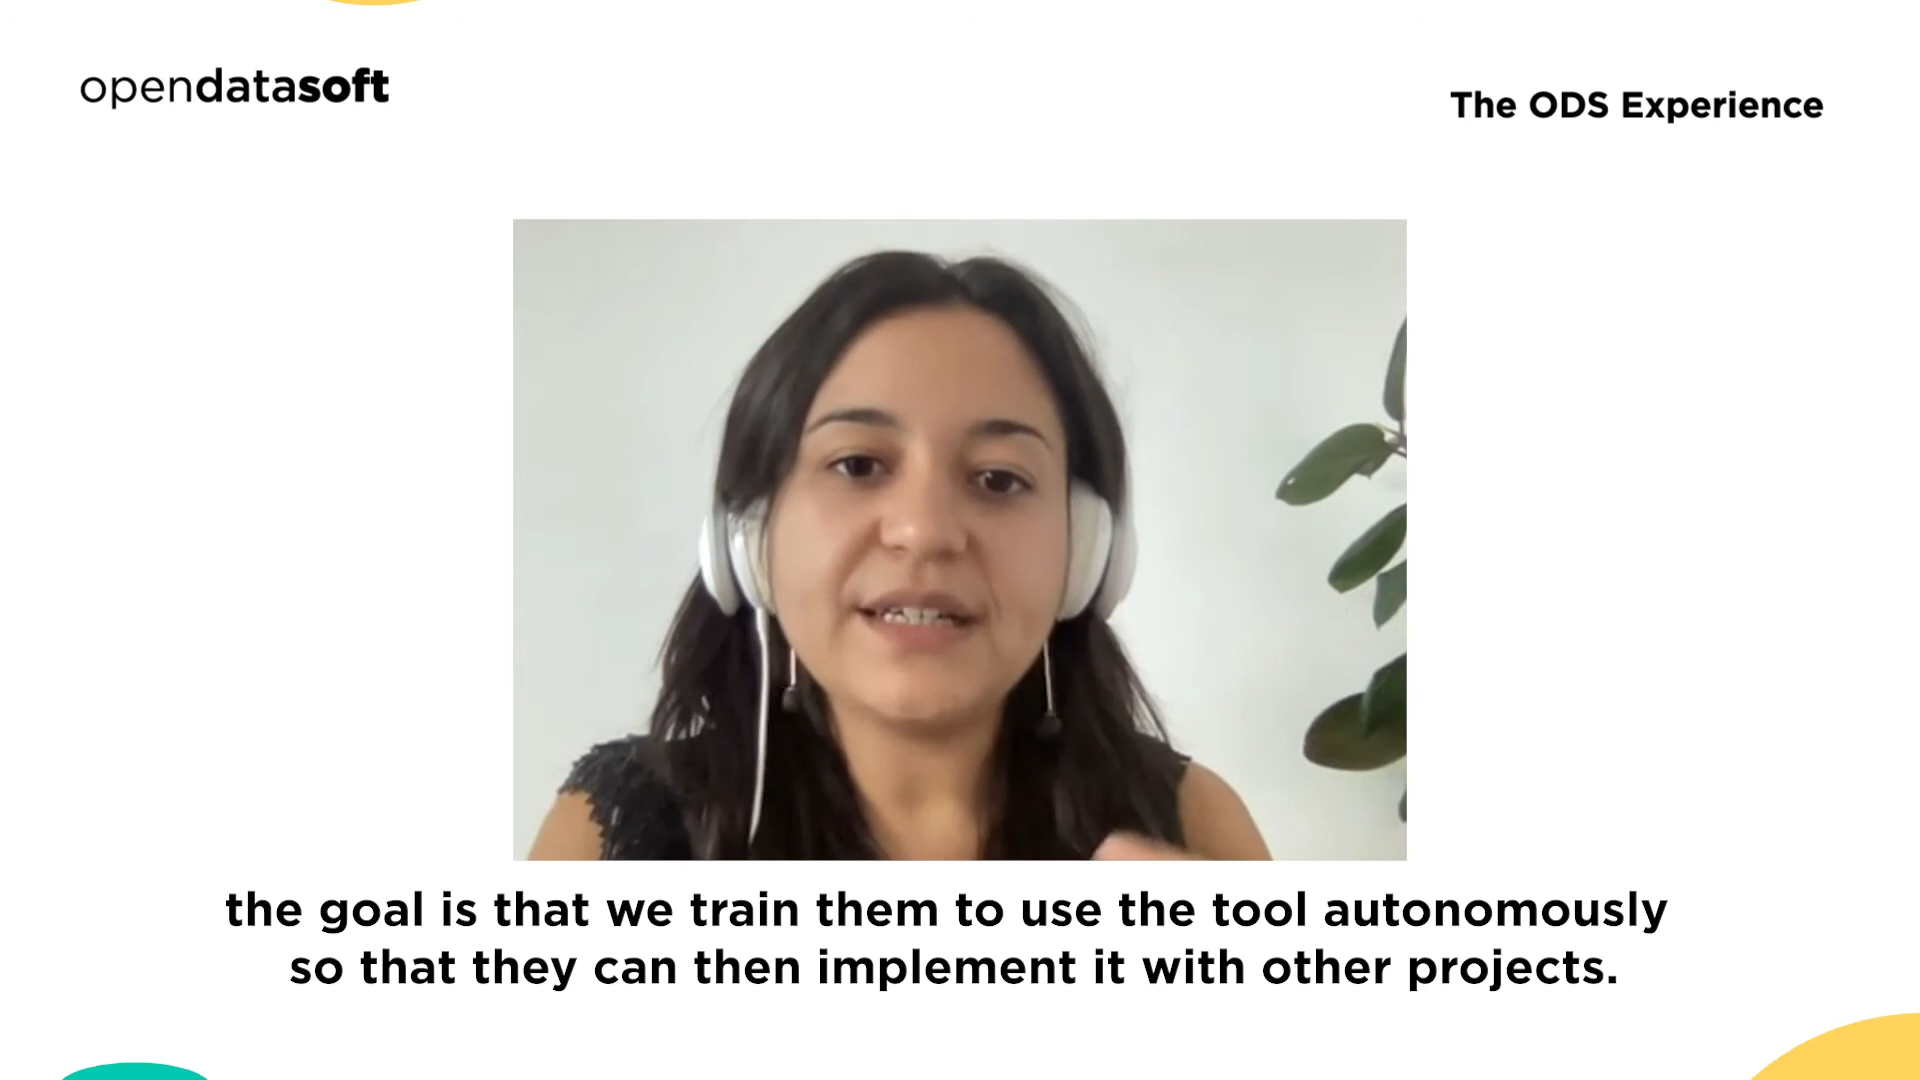 opendatasoft
The ODS Experience
the goal is that we train them to use the tool autonomously
so that they can then implement it with other projects.